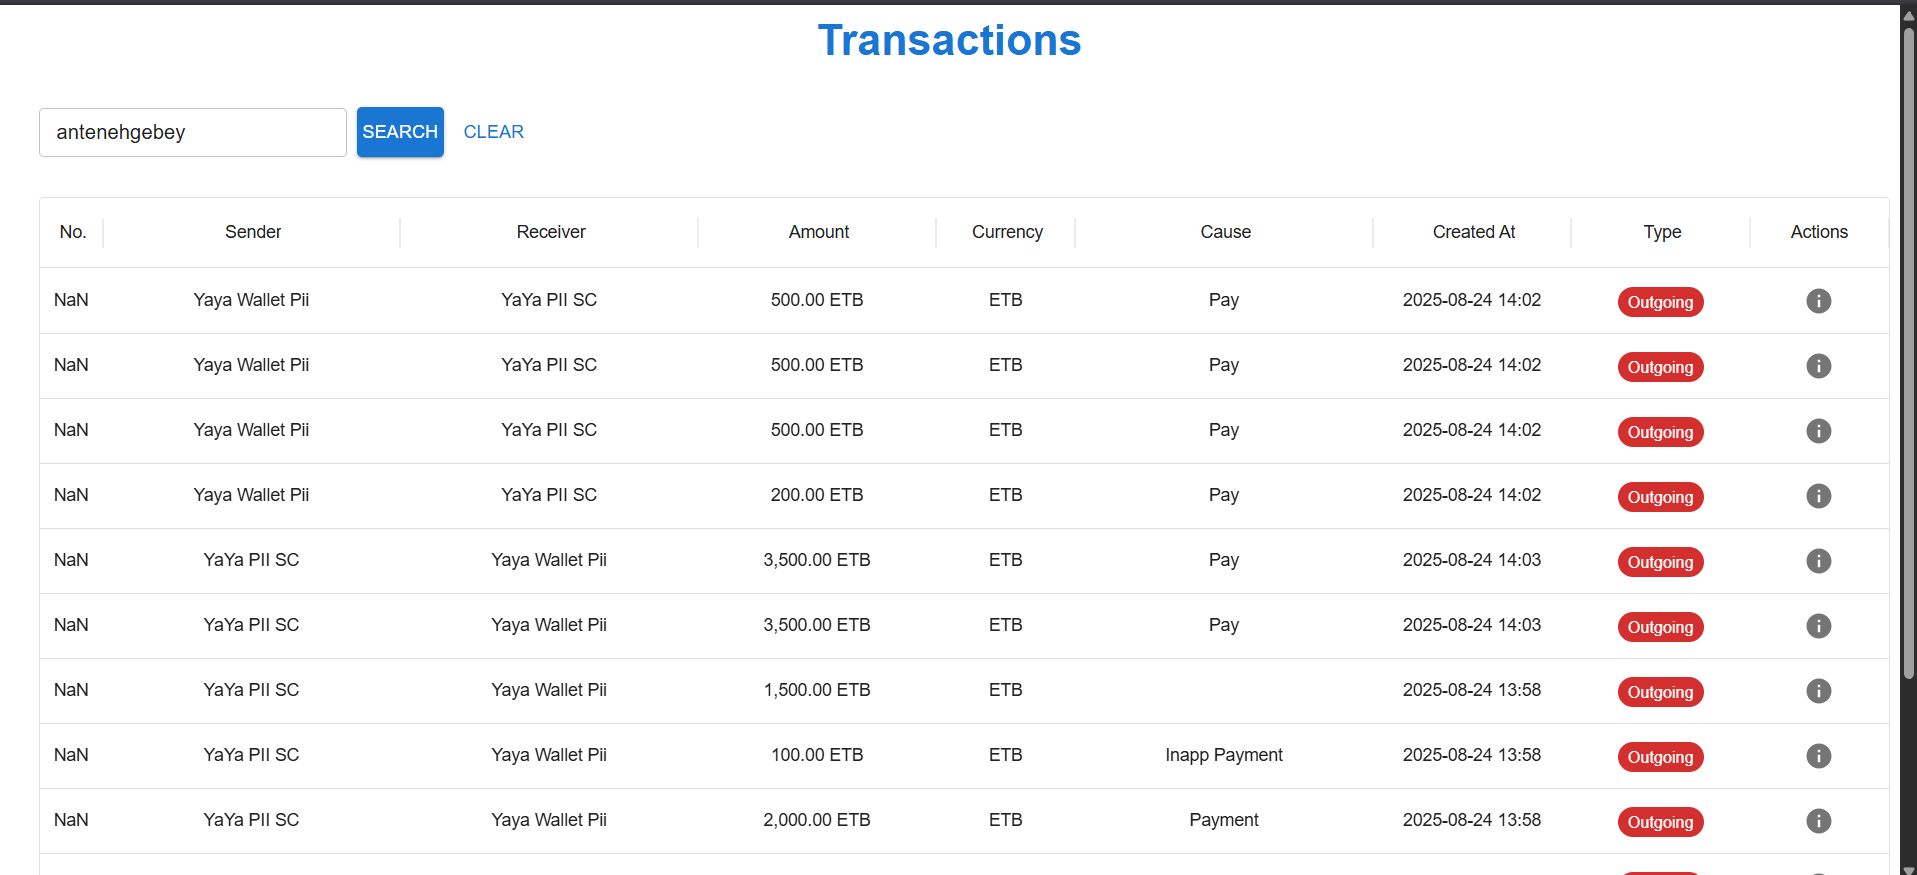 Transactions
antenehgebey SEARCH CLEAR
No. Sender Receiver Amount Currency Cause Created At Type Actions
NaN Yaya Wallet Pii YaYa PII SC 500.00 ETB ETB Pay 2025-08-24 14:02 Outgoing
NaN Yaya Wallet Pii YaYa PII SC 500.00 ETB ETB Pay 2025-08-24 14:02 Outgoing
NaN Yaya Wallet Pii YaYa PII SC 500.00 ETB ETB Pay 2025-08-24 14:02 Outgoing
NaN Yaya Wallet Pii YaYa PII SC 200.00 ETB ETB Pay 2025-08-24 14:02 Outgoing
NaN YaYa PII SC Yaya Wallet Pii 3,500.00 ETB ETB Pay 2025-08-24 14:03 Outgoing
NaN YaYa PII SC Yaya Wallet Pii 3,500.00 ETB ETB Pay 2025-08-24 14:03 Outgoing
NaN YaYa PII SC Yaya Wallet Pii 1,500.00 ETB ETB 2025-08-24 13:58 Outgoing
NaN YaYa PII SC Yaya Wallet Pii 100.00 ETB ETB Inapp Payment 2025-08-24 13:58 Outgoing
NaN YaYa PII SC Yaya Wallet Pii 2,000.00 ETB ETB Payment 2025-08-24 13:58 Outgoing